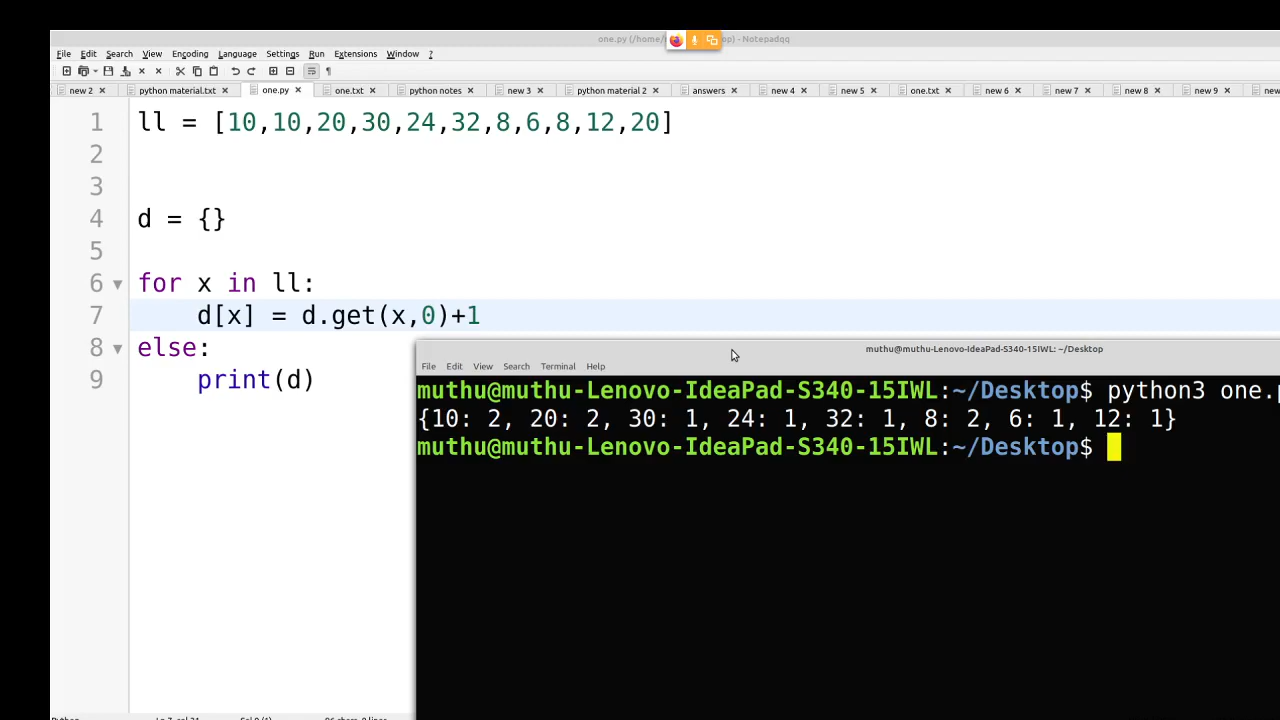 one.py (/home/ op) - Notepadqq
File Edit Search View Encoding Language Settings Run Extensions Window ?
new 2 python material.txt one.py one.txt python notes new 3 python material 2 answers new 4 new 5 one.txt new 6 new 7 new 8 new 9 new
1 ll = [10,10,20,30,24,32,8,6,8,12,20]
2
3
4 d = {}
5
6 for x in ll:
7 d[x] = d.get(x,0)+1
8 else:
9 print(d)
muthu@muthu-Lenovo-IdeaPad-S340-15IWL: ~/Desktop
File Edit View Search Terminal Help
muthu@muthu-Lenovo-IdeaPad-S340-15IWL:~/Desktop$ python3 one.p
{10: 2, 20: 2, 30: 1, 24: 1, 32: 1, 8: 2, 6: 1, 12: 1}
muthu@muthu-Lenovo-IdeaPad-S340-15IWL:~/Desktop$